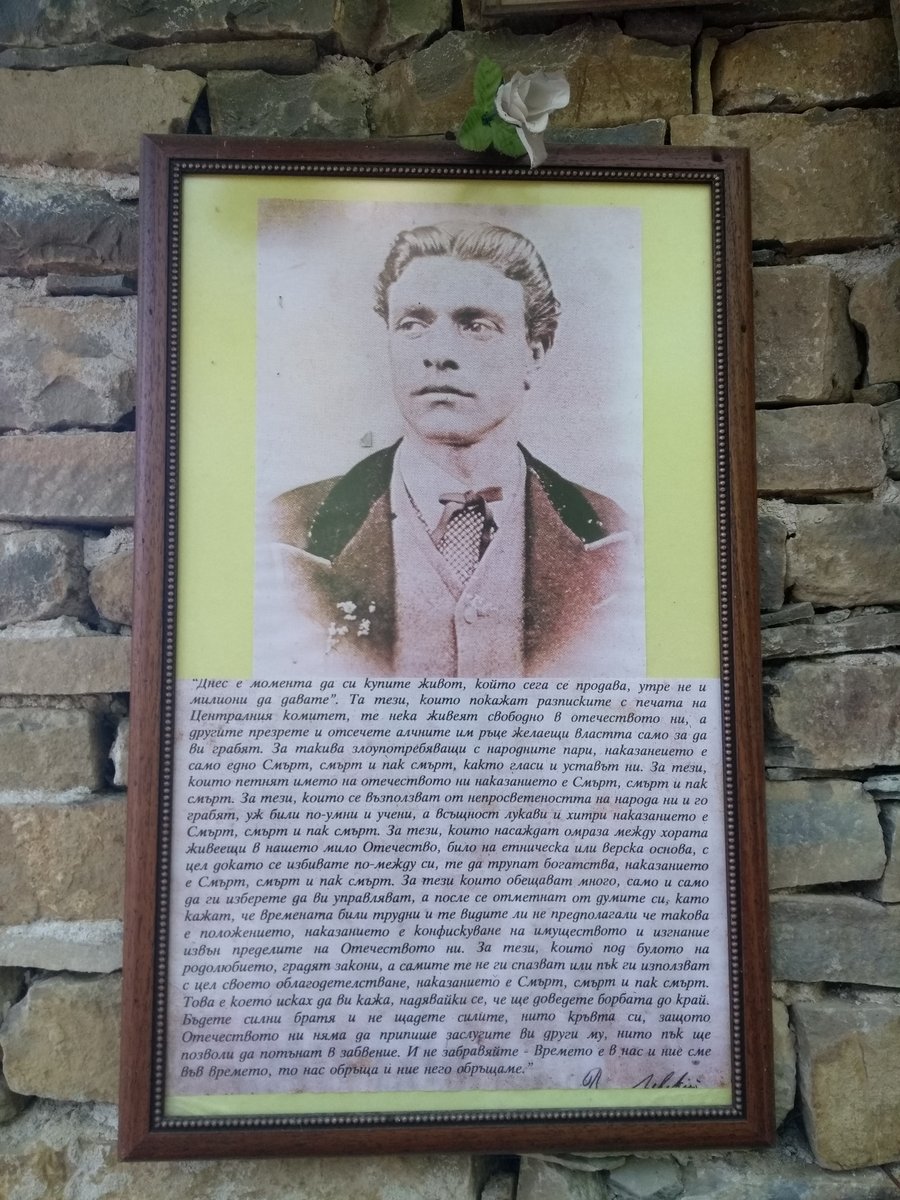 “Днес е момента да си купите живот, който сега се продава, утре не и
милиони да давате”. Та тези, които покажат разписките с печата на
Централния комитет, те нека живеят свободно в отечеството ни, а
другите презрете и отсечете алчните им ръце желаещи властта само за да
ви грабят. За такива злоупотребяващи с народните пари, наказанеието е
само едно Смърт, смърт и пак смърт, както гласи и уставът ни. За тези,
които петнят името на отечеството ни наказанието е Смърт, смърт и пак
смърт. За тези, които се възползват от непросветеността на народа ни и го
грабят, уж били по-умни и учени, а всъщност лукави и хитри наказанието е
Смърт, смърт и пак смърт. За тези, които насаждат омраза между хората
живеещи в нашето мило Отечество, било на етническа или верска основа, с
цел докато се избивате по-между си, те да трупат богатства, наказанието
е Смърт, смърт и пак смърт. За тези които обещават много, само и само
да ги изберете да ви управляват, а после се отметнат от думите си, като
кажат, че времената били трудни и те видите ли не предполагали че такова
е положението, наказанието е конфискуване на имуществото и изгнание
извън пределите на Отечеството ни. За тези, които под булото на
родолюбието, градят закони, а самите те не ги спазват или пък ги използват
с цел своето облагодетелстване, наказанието е Смърт, смърт и пак смърт.
Това е което исках да ви кажа, надявайки се, че ще доведете борбата до край.
Бъдете силни братя и не щадете силите, нито кръвта си, защото
Отечеството ни няма да припише заслугите ви други му, нито пък ще
позволи да потънат в забвение. И не забравяйте - Времето е в нас и ние сме
във времето, то нас обръща и ние него обръщаме.”